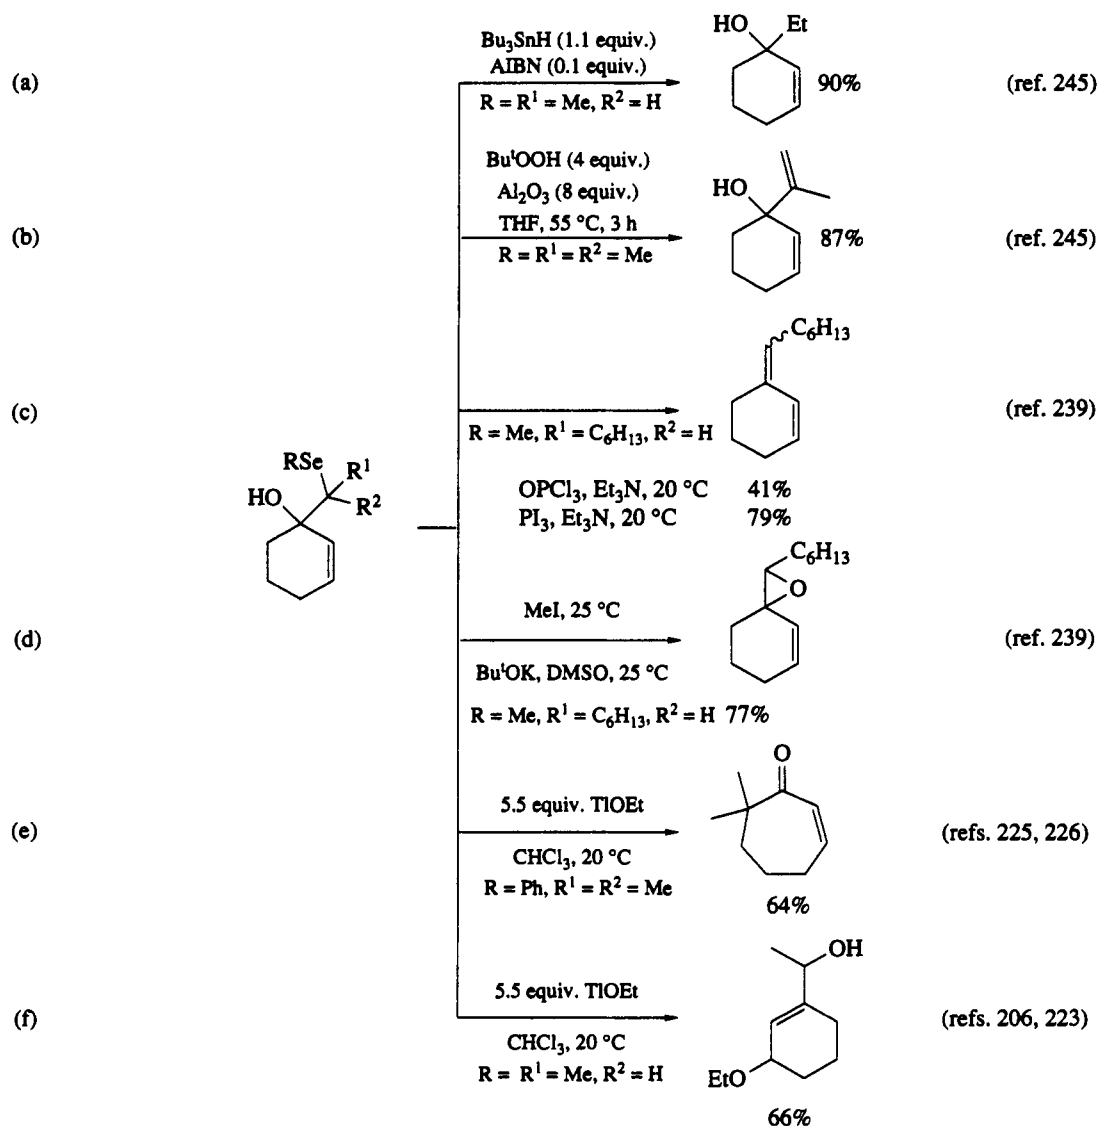 (a)
Bu₃SnH (1.1 equiv.)
AIBN (0.1 equiv.)
R = R¹ = Me, R² = H
HO Et
90%
(ref. 245)
(b)
BuᵗOOH (4 equiv.)
Al₂O₃ (8 equiv.)
THF, 55 °C, 3 h
R = R¹ = R² = Me
HO
87%
(ref. 245)
(c)
R = Me, R¹ = C₆H₁₃, R² = H
OPCl₃, Et₃N, 20 °C 41%
PI₃, Et₃N, 20 °C 79%
C₆H₁₃
(ref. 239)
RSe R¹
HO R²
(d)
MeI, 25 °C
BuᵗOK, DMSO, 25 °C
R = Me, R¹ = C₆H₁₃, R² = H 77%
C₆H₁₃
O
(ref. 239)
(e)
5.5 equiv. TlOEt
CHCl₃, 20 °C
R = Ph, R¹ = R² = Me
O
64%
(refs. 225, 226)
(f)
5.5 equiv. TlOEt
CHCl₃, 20 °C
R = R¹ = Me, R² = H
OH
EtO
66%
(refs. 206, 223)